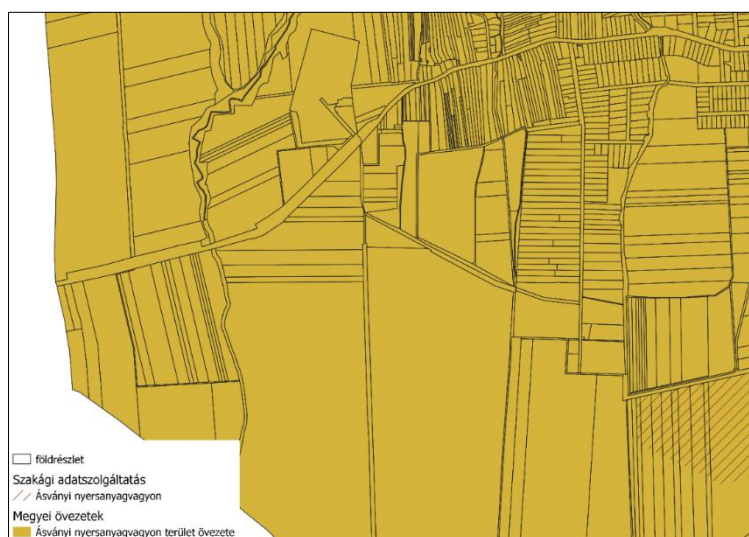 földrészlet
Szakági adatszolgáltatás
Ásványi nyersanyagvagyon
Megyei övezetek
Ásványi nyersanyagvagyon terület övezete